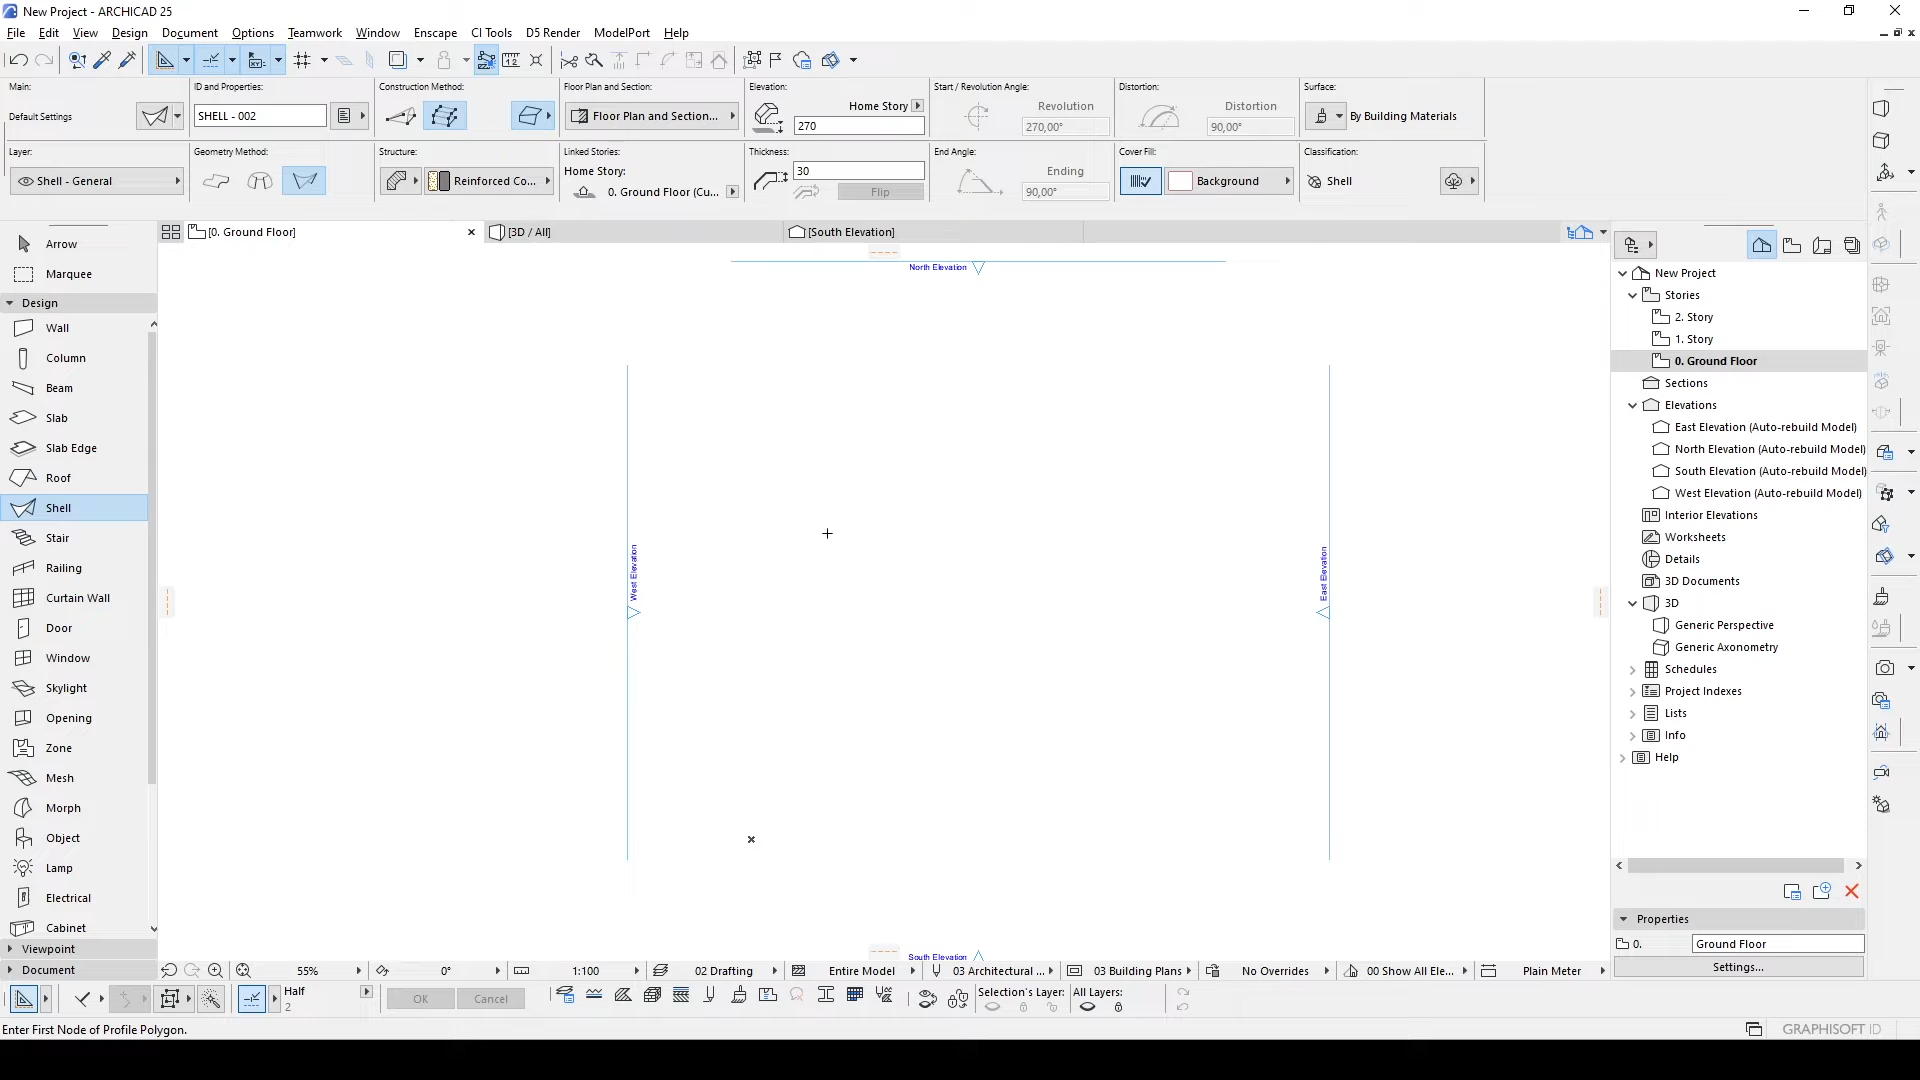 New Project - ARCHICAD 25
File Edit View Design Document Options Teamwork Window Enscape CI Tools D5 Render ModelPort Help
Main:
Default Settings
ID and Properties:
SHELL - 002
Construction Method:
Floor Plan and Section:
Floor Plan and Section...
Elevation:
Home Story
270
Start / Revolution Angle:
Revolution
270,00°
Distortion:
Distortion
90,00°
Surface:
By Building Materials
Layer:
Shell - General
Geometry Method:
Structure:
Reinforced Co...
Linked Stories:
Home Story:
0. Ground Floor (Cu...
Thickness:
30
Flip
End Angle:
Ending
90,00°
Cover Fill:
Background
Classification:
Shell
[0. Ground Floor]
[3D / All]
[South Elevation]
Arrow
Marquee
Design
Wall
Column
Beam
Slab
Slab Edge
Roof
Shell
Stair
Railing
Curtain Wall
Door
Window
Skylight
Opening
Zone
Mesh
Morph
Object
Lamp
Electrical
Cabinet
Viewpoint
Document
North Elevation
West Elevation
East Elevation
South Elevation
New Project
Stories
2. Story
1. Story
0. Ground Floor
Sections
Elevations
East Elevation (Auto-rebuild Model)
North Elevation (Auto-rebuild Model)
South Elevation (Auto-rebuild Model)
West Elevation (Auto-rebuild Model)
Interior Elevations
Worksheets
Details
3D Documents
3D
Generic Perspective
Generic Axonometry
Schedules
Project Indexes
Lists
Info
Help
Properties
0.
Ground Floor
Settings...
55%
0°
1:100
02 Drafting
Entire Model
03 Architectural ...
03 Building Plans
No Overrides
00 Show All Ele...
Plain Meter
Half
2
OK
Cancel
1 2
Selection's Layer:
All Layers:
Enter First Node of Profile Polygon.
GRAPHISOFT ID